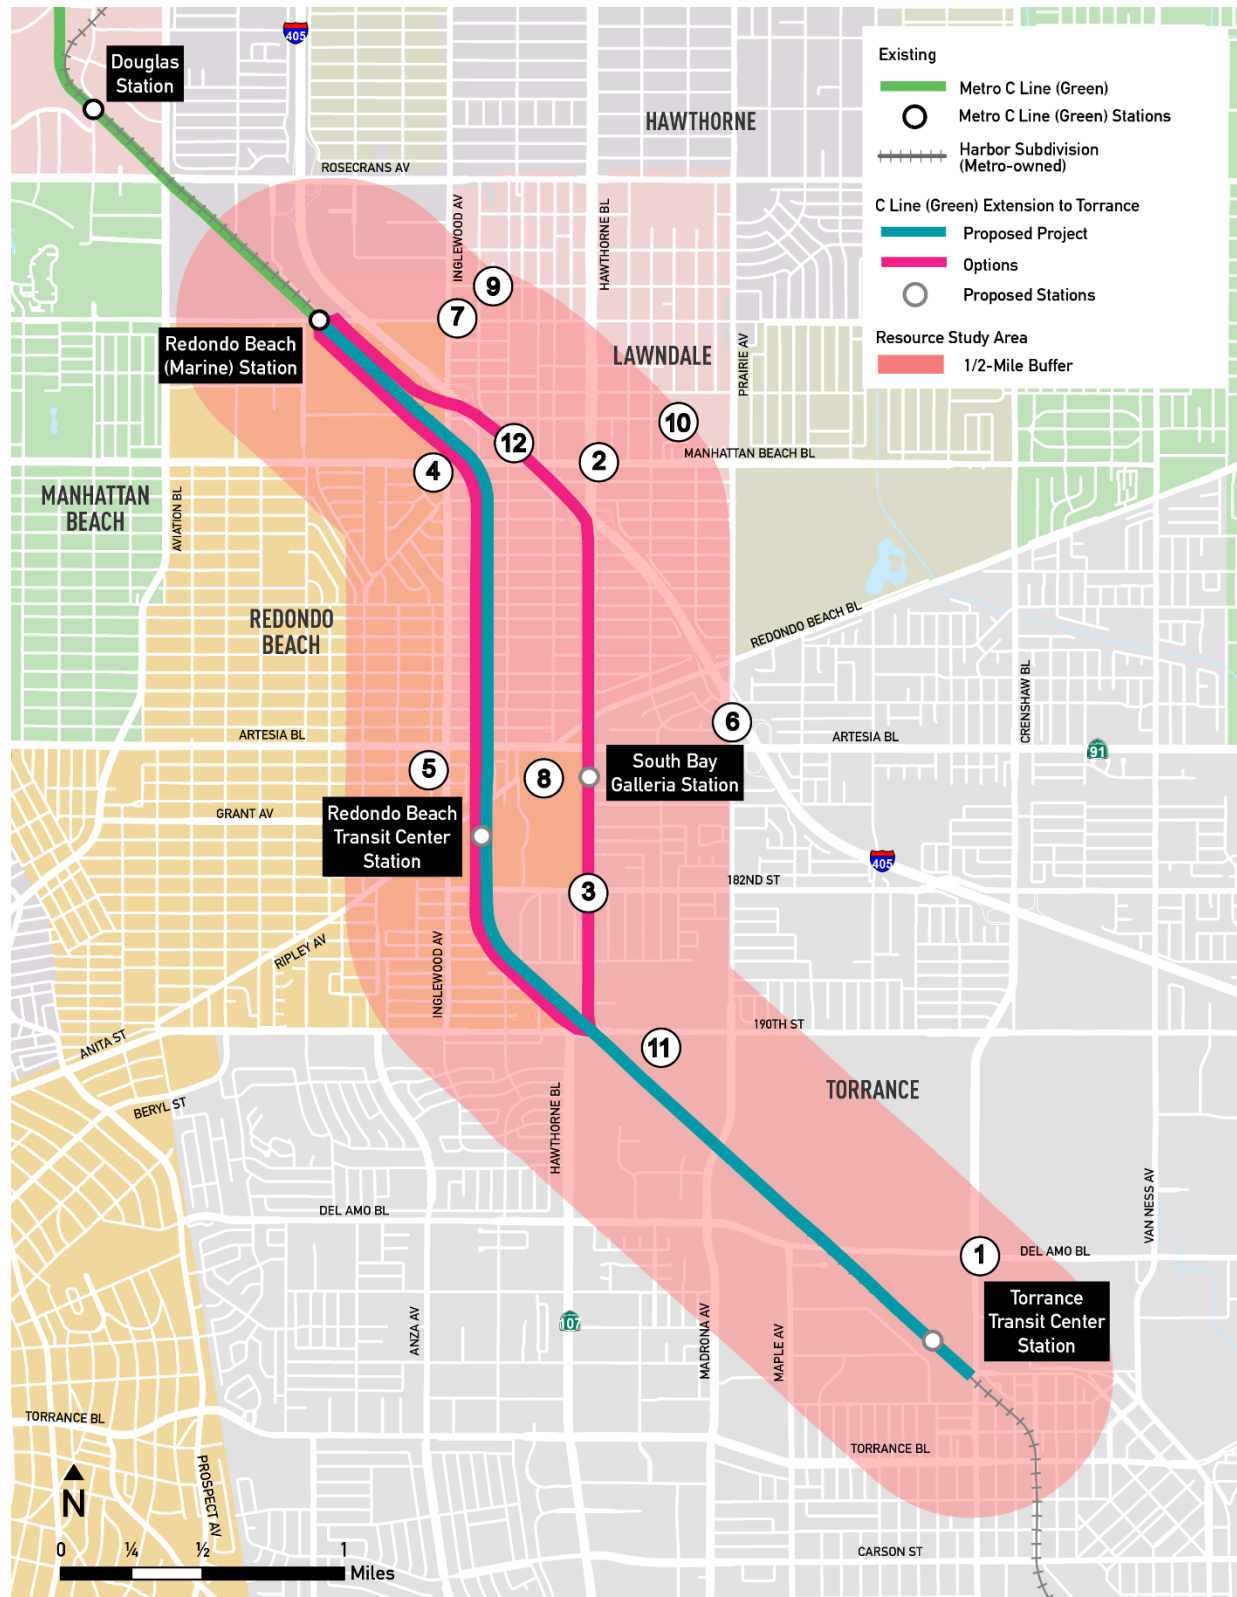 405
Douglas
Station
HAWTHORNE
Existing
Metro C Line (Green)
Metro C Line (Green) Stations
Harbor Subdivision
(Metro-owned)
C Line (Green) Extension to Torrance
Proposed Project
Options
Proposed Stations
Resource Study Area
1/2-Mile Buffer
ROSECRANS AV
INGLEWOOD AV
HAWTHORNE BL
9
7
Redondo Beach
(Marine) Station
LAWNDALE
PRAIRIE AV
10
12
2
4
MANHATTAN BEACH BL
MANHATTAN
BEACH
AVIATION BL
REDONDO
BEACH
REDONDO BEACH BL
CRENSHAW BL
6
ARTESIA BL
ARTESIA BL
91
5
8
South Bay
Galleria Station
GRANT AV
Redondo Beach
Transit Center
Station
405
182ND ST
3
RIPLEY AV
INGLEWOOD AV
190TH ST
ANITA ST
11
BERYL ST
TORRANCE
HAWTHORNE BL
VAN NESS AV
DEL AMO BL
1
DEL AMO BL
Torrance
Transit Center
Station
107
ANZA AV
MADRONA AV
MAPLE AV
TORRANCE BL
TORRANCE BL
PROSPECT AV
N
0 ¼ ½ 1
Miles
CARSON ST